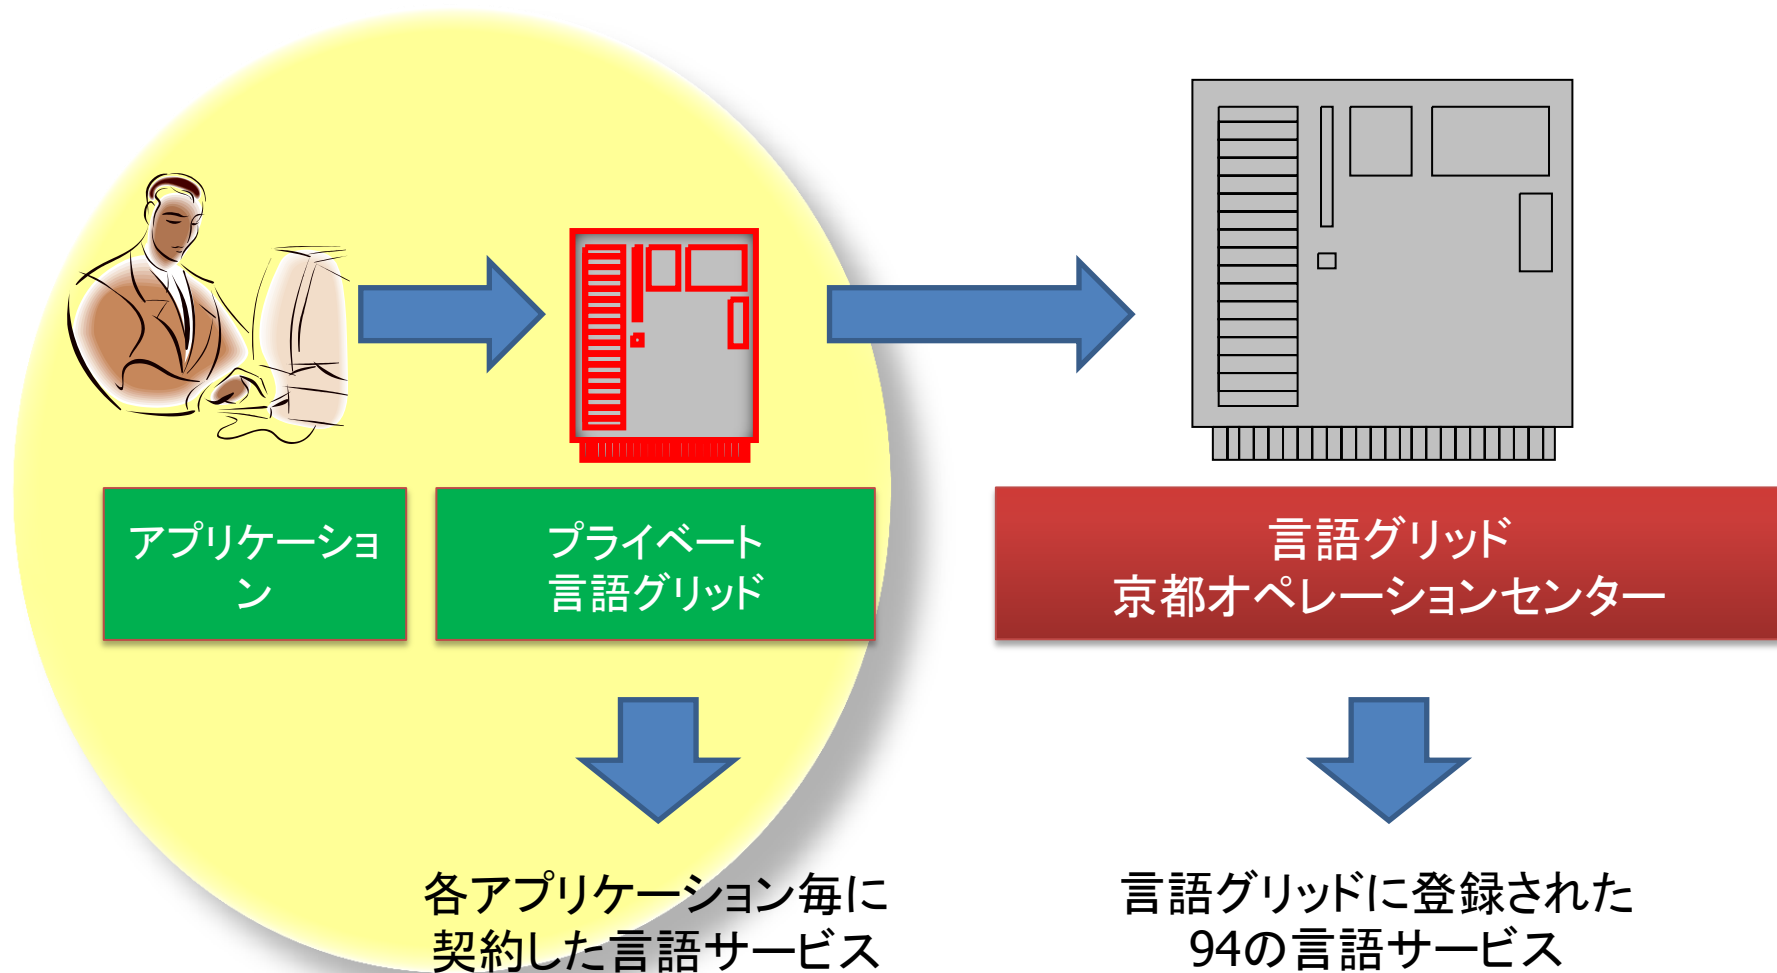 アプリケーショ
ン
プライベート
言語グリッド
言語グリッド
京都オペレーションセンター
各アプリケーション毎に
契約した言語サービス
言語グリッドに登録された
94の言語サービス